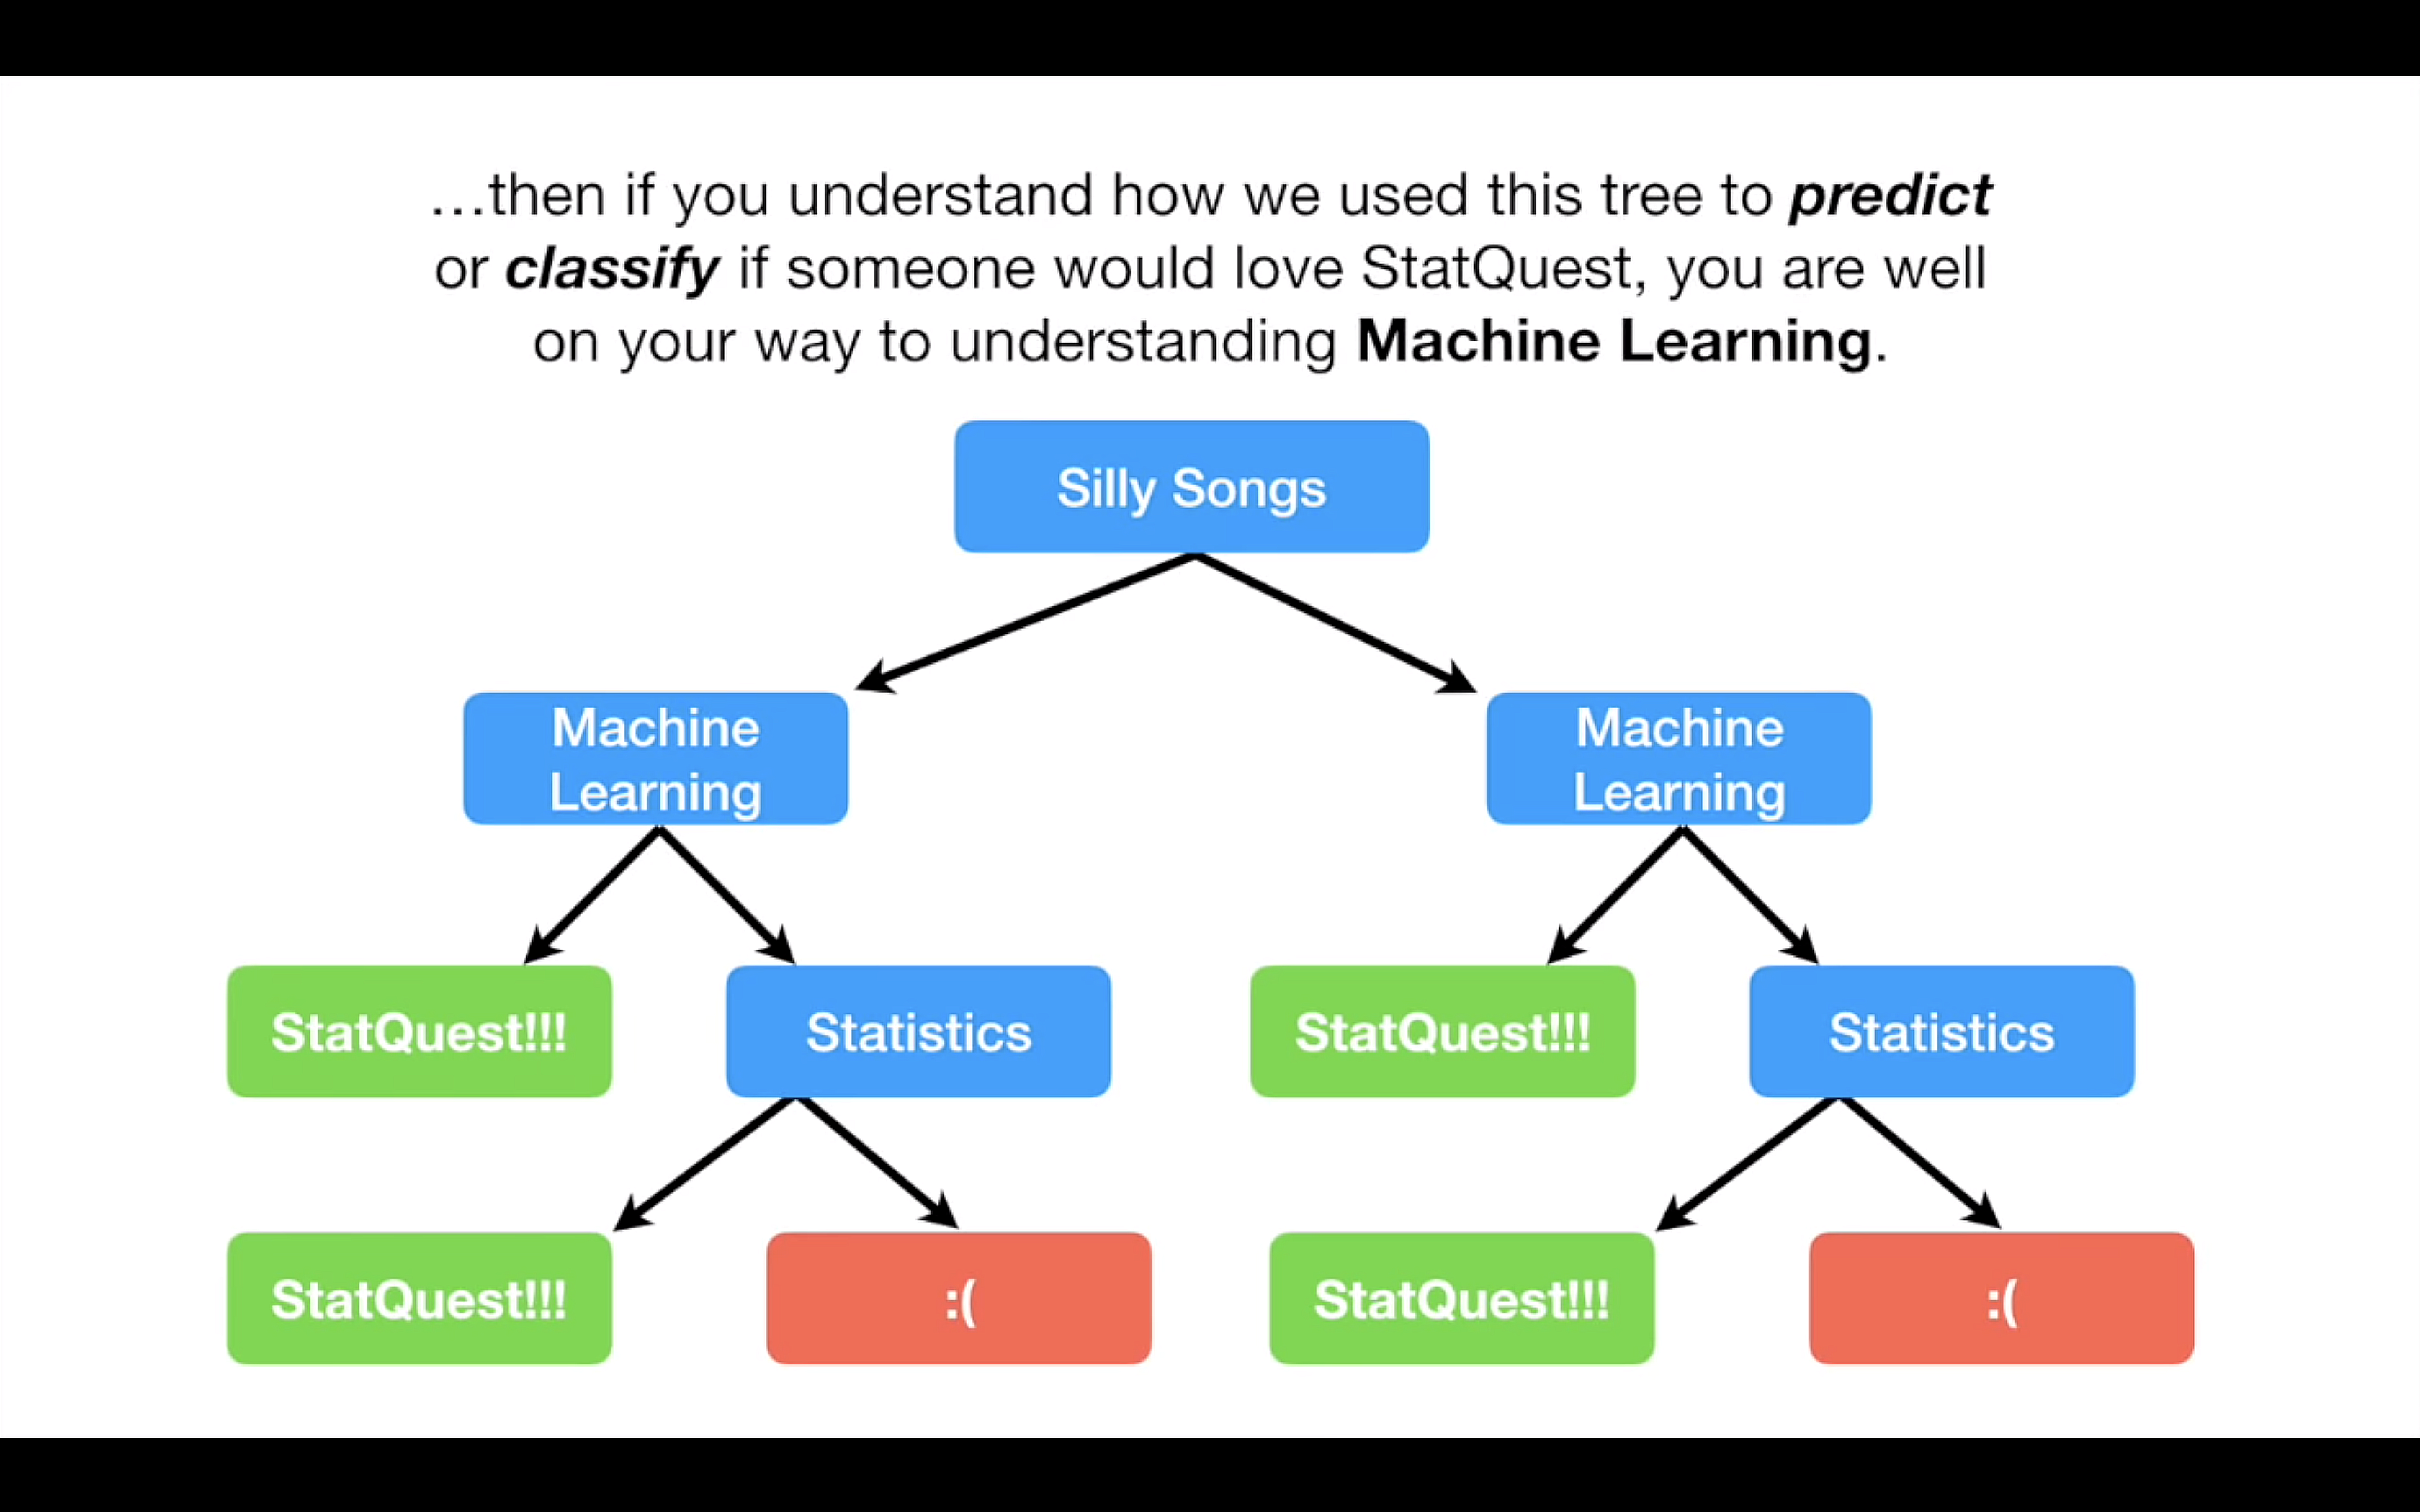 ...then if you understand how we used this tree to predict
or classify if someone would love StatQuest, you are well
on your way to understanding Machine Learning.
Silly Songs
Machine
Learning
Machine
Learning
StatQuest!!!
Statistics
StatQuest!!!
Statistics
StatQuest!!!
:(
StatQuest!!!
:(